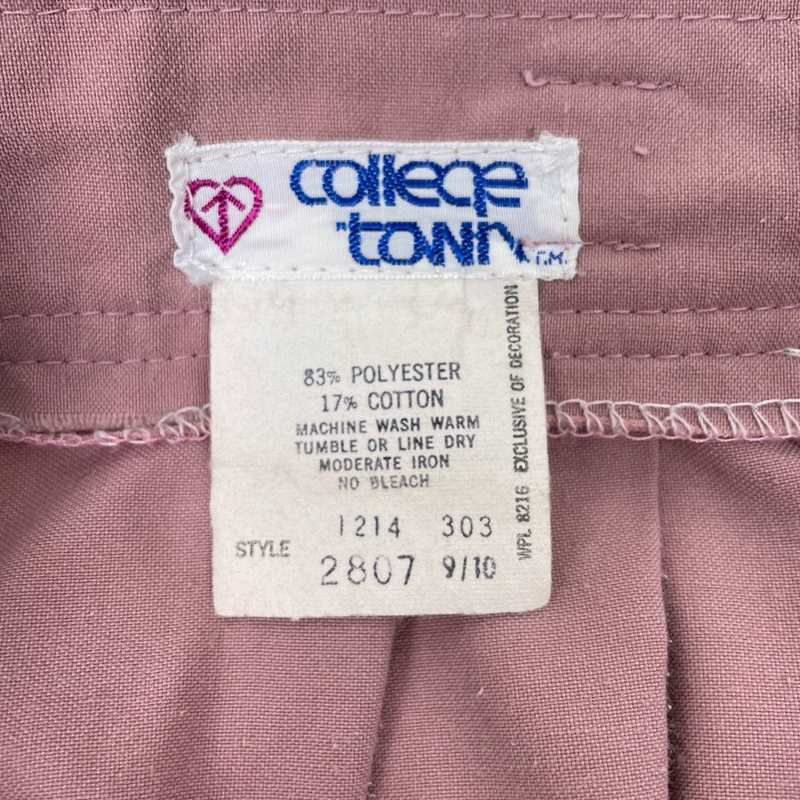 college
town T.M.
83% POLYESTER
17% COTTON
MACHINE WASH WARM
TUMBLE OR LINE DRY
MODERATE IRON
NO BLEACH
1214 303
STYLE 2807 9/10
WPL 8216 EXCLUSIVE OF DECORATION